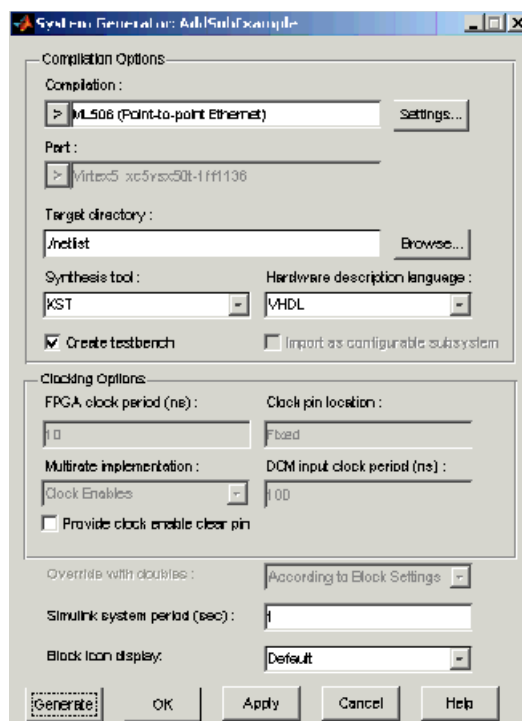 System Generator: AddSubExample
Compilation Options
Compilation :
> ML506 (Point-to-point Ethernet)
Settings...
Part :
> Virtex5 xc5vsx50t-1ff1136
Target directory :
./netlist
Browse...
Synthesis tool :
Hardware description language :
XST
VHDL
Create testbench
Import as configurable subsystem
Clocking Options
FPGA clock period (ns) :
Clock pin location :
10
Fixed
Multirate implementation :
DCM input clock period (ns) :
Clock Enables
100
Provide clock enable clear pin
Override with doubles :
According to Block Settings
Simulink system period (sec) :
1
Block icon display:
Default
Generate
OK
Apply
Cancel
Help